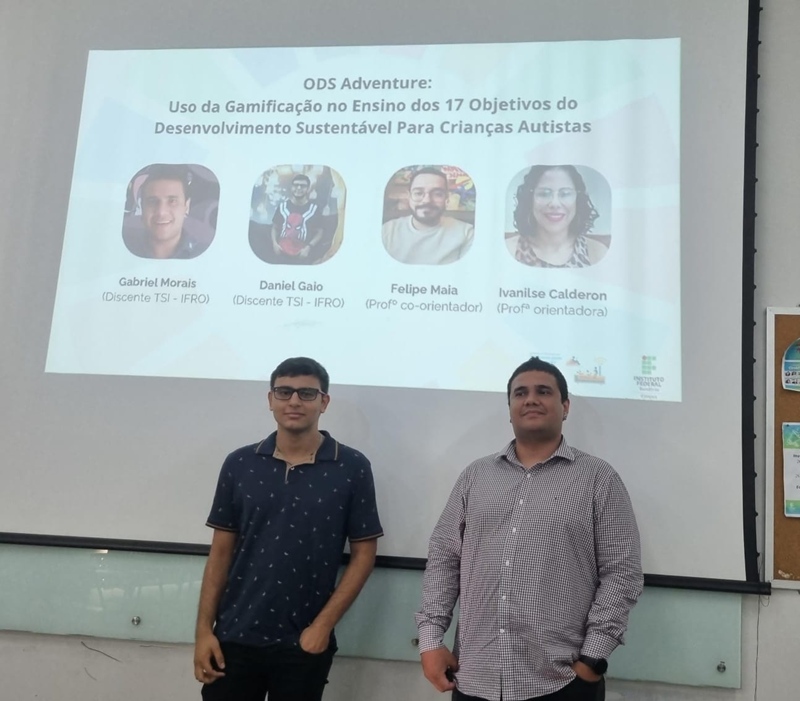 ODS Adventure:
Uso da Gamificação no Ensino dos 17 Objetivos do
Desenvolvimento Sustentável Para Crianças Autistas
Gabriel Morais
(Discente TSI - IFRO)
Daniel Gaio
(Discente TSI - IFRO)
Felipe Maia
(Profº co-orientador)
Ivanilse Calderon
(Profª orientadora)
INSTITUTO
FEDERAL